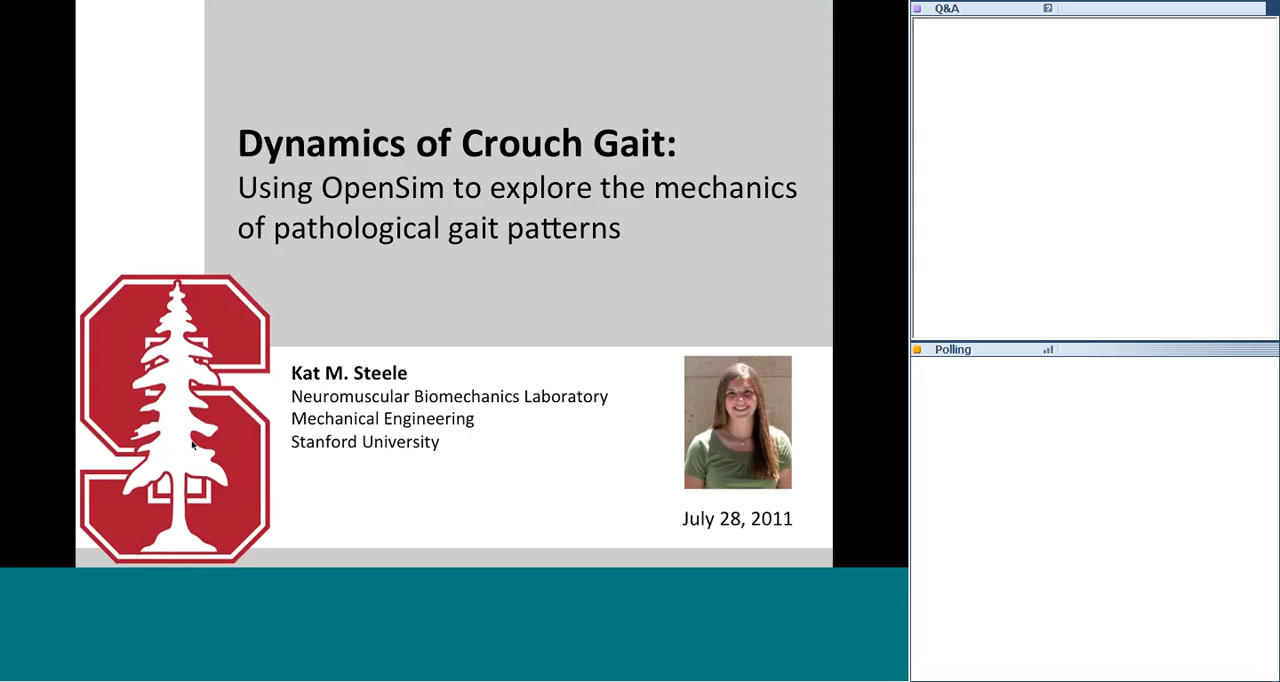 Dynamics of Crouch Gait:
Using OpenSim to explore the mechanics
of pathological gait patterns
Kat M. Steele
Neuromuscular Biomechanics Laboratory
Mechanical Engineering
Stanford University
July 28, 2011
Q&A
?
Polling